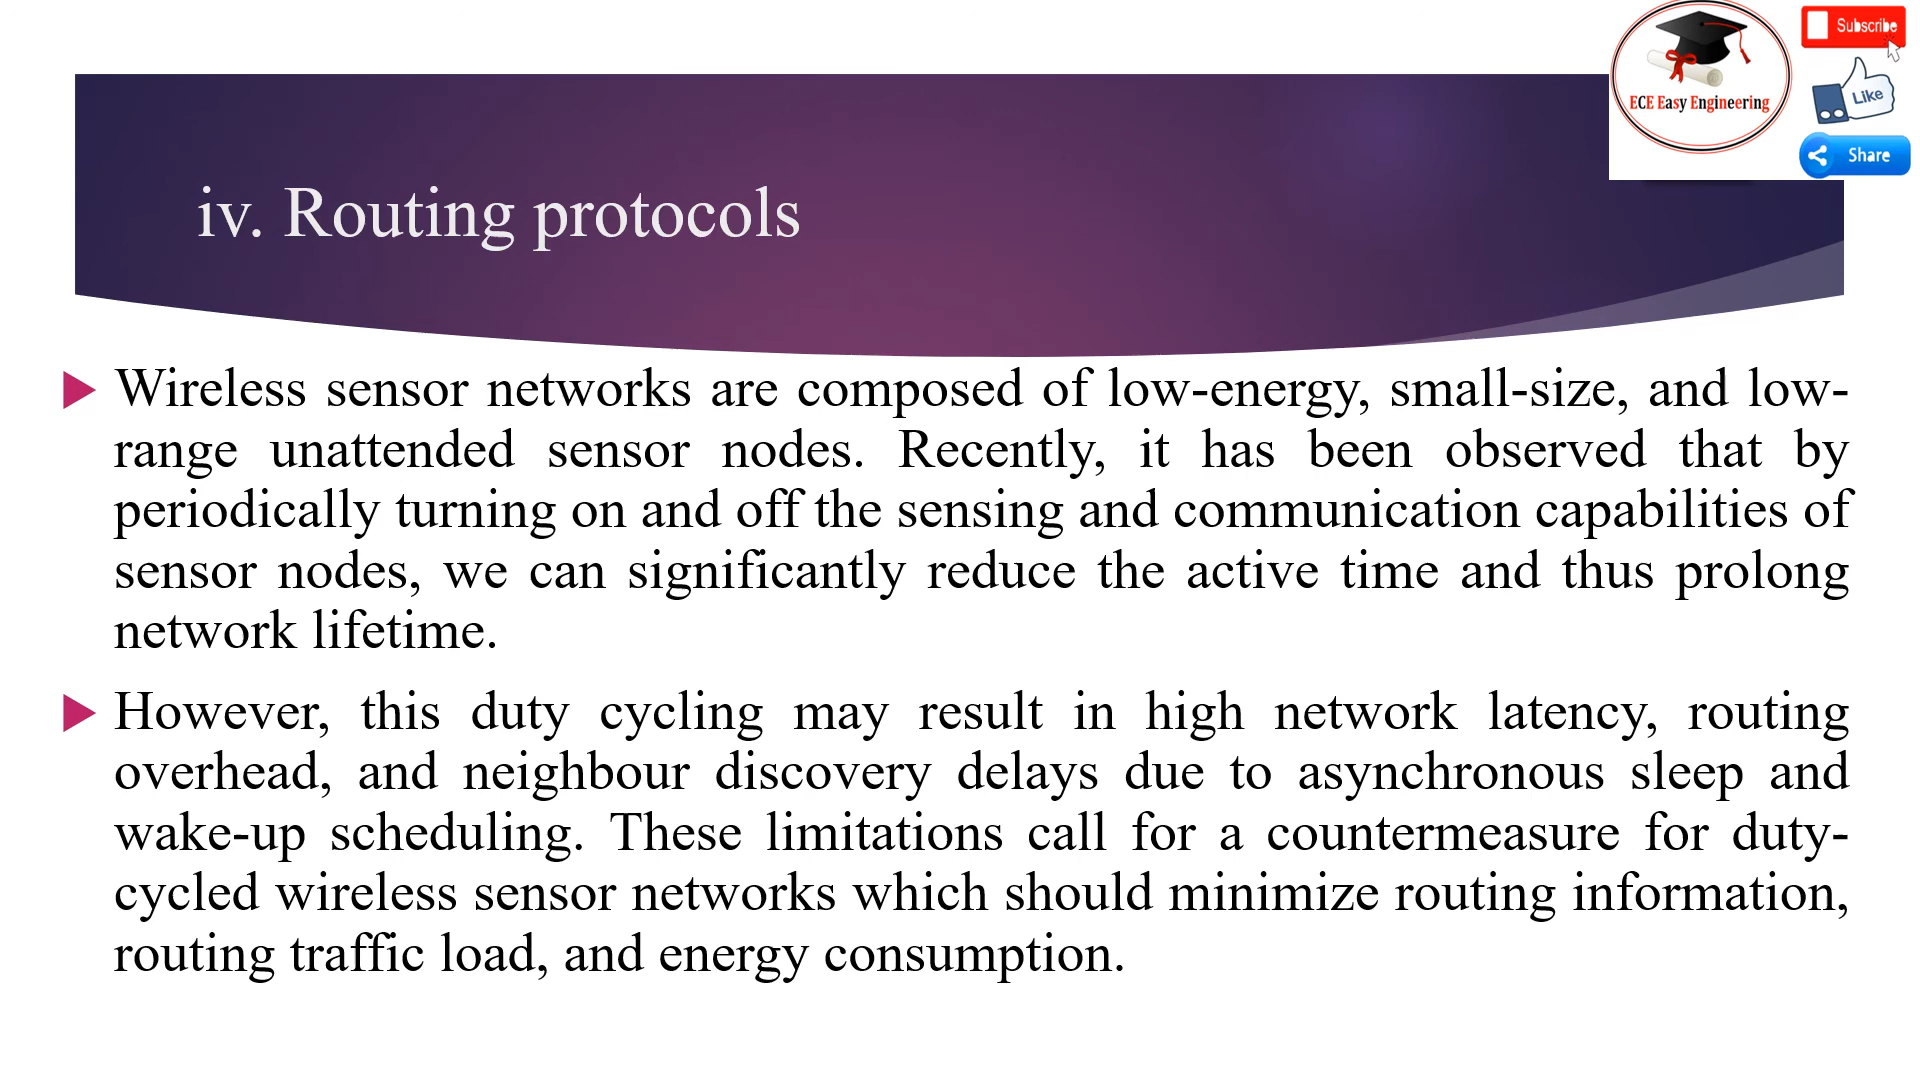 ECE Easy Engineering
Subscribe
Like
Share
iv. Routing protocols
Wireless sensor networks are composed of low-energy, small-size, and low-
range unattended sensor nodes. Recently, it has been observed that by
periodically turning on and off the sensing and communication capabilities of
sensor nodes, we can significantly reduce the active time and thus prolong
network lifetime.
However, this duty cycling may result in high network latency, routing
overhead, and neighbour discovery delays due to asynchronous sleep and
wake-up scheduling. These limitations call for a countermeasure for duty-
cycled wireless sensor networks which should minimize routing information,
routing traffic load, and energy consumption.